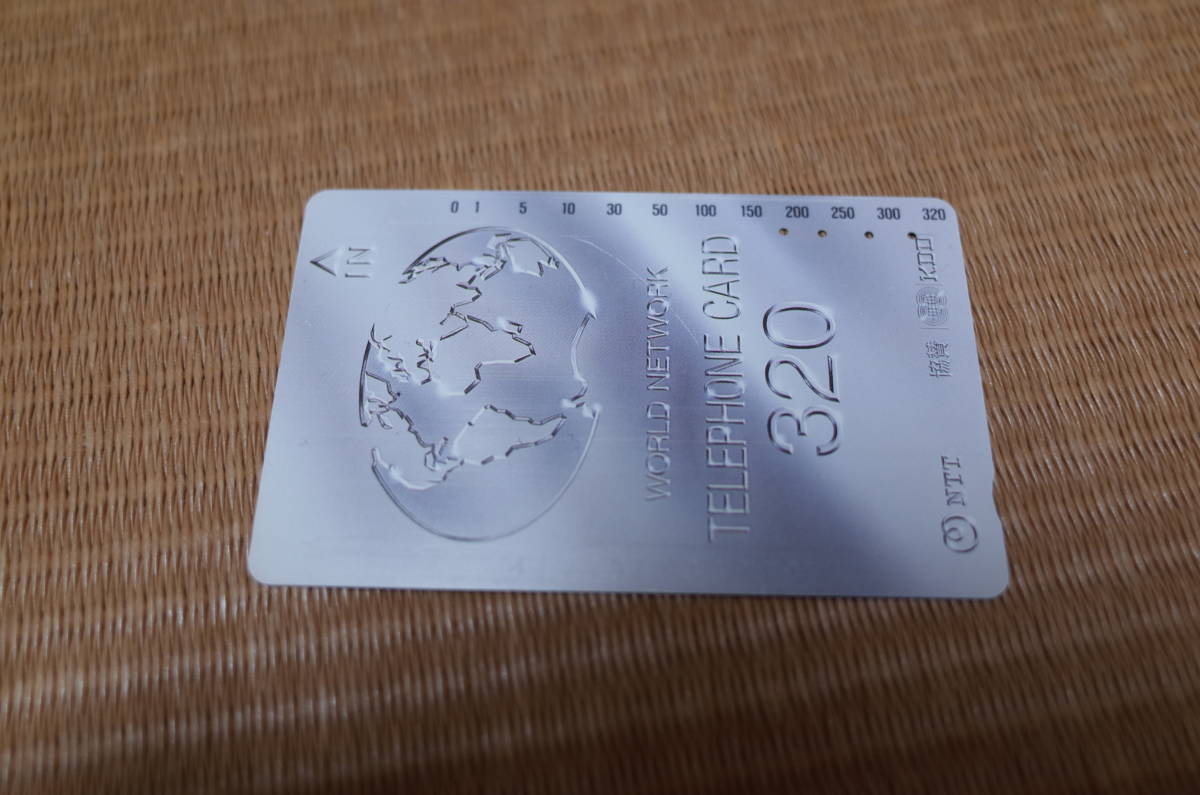 0 1 5 10 30 50 100 150 200 250 300 320
IN
WORLD NETWORK
TELEPHONE CARD
320
NTT
協賛 KDD